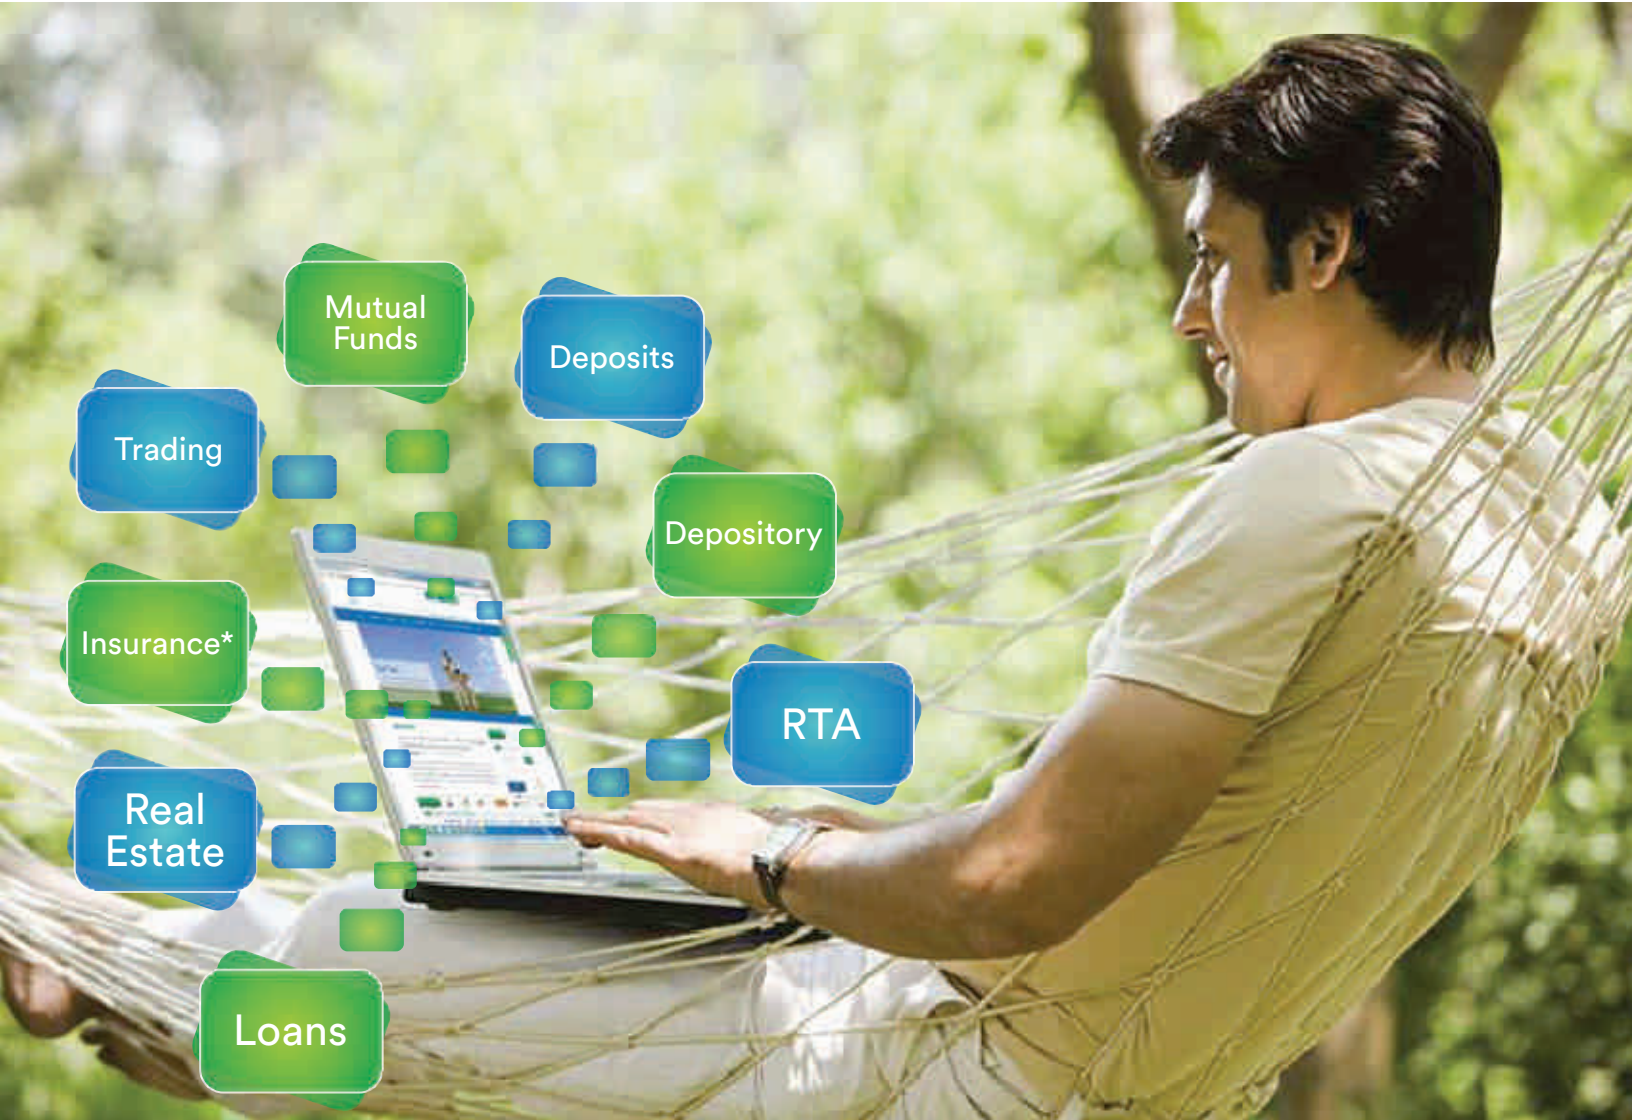 Mutual
Funds
Deposits
Trading
Depository
Insurance*
RTA
Real
Estate
Loans